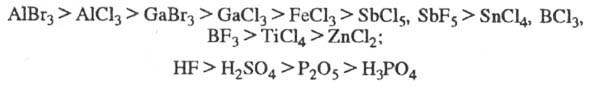 AlBr₃ > AlCl₃ > GaBr₃ > GaCl₃ > FeCl₃ > SbCl₅, SbF₅ > SnCl₄, BCl₃,
BF₃ > TiCl₄ > ZnCl₂;
HF > H₂SO₄ > P₂O₅ > H₃PO₄